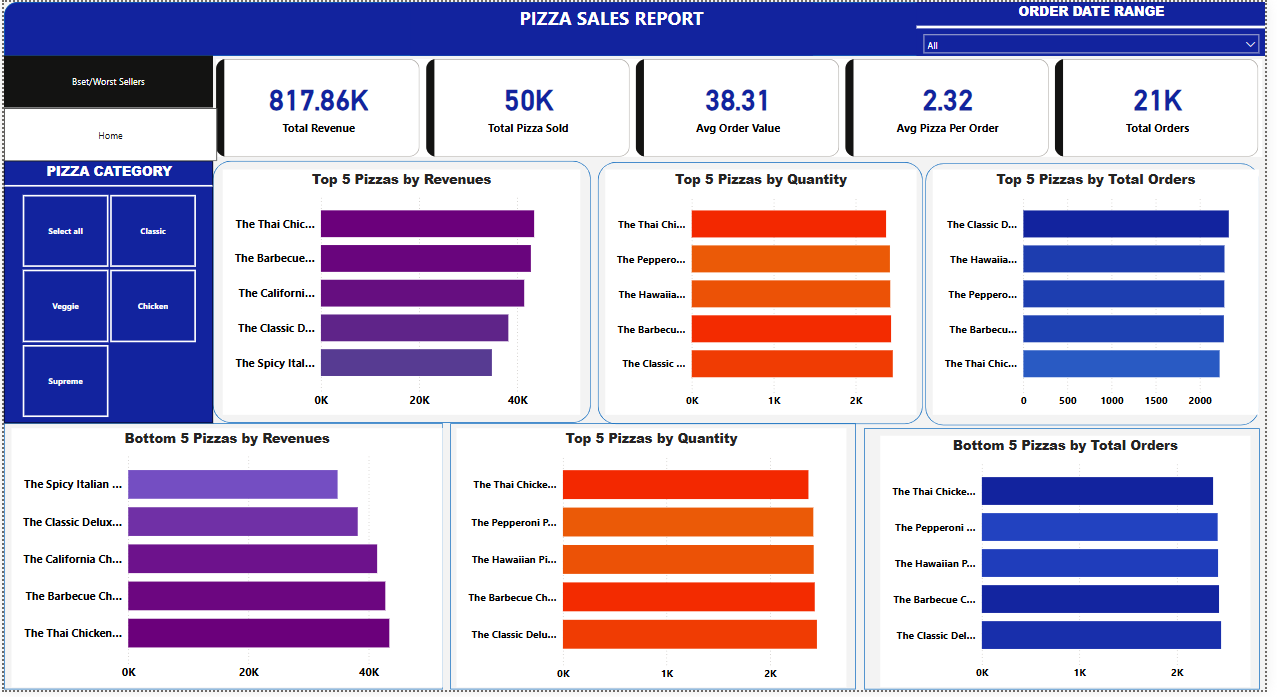 PIZZA SALES REPORT
ORDER DATE RANGE
All
Bset/Worst Sellers
Home
817.86K
Total Revenue
50K
Total Pizza Sold
38.31
Avg Order Value
2.32
Avg Pizza Per Order
21K
Total Orders
PIZZA CATEGORY
Select all
Classic
Veggie
Chicken
Supreme
Top 5 Pizzas by Revenues
The Thai Chic...
The Barbecue...
The Californi...
The Classic D...
The Spicy Ital...
0K 20K 40K
Top 5 Pizzas by Quantity
The Thai Chi...
The Peppero...
The Hawaiia...
The Barbecu...
The Classic ...
0K 1K 2K
Top 5 Pizzas by Total Orders
The Classic D...
The Hawaiia...
The Peppero...
The Barbecu...
The Thai Chic...
0 500 1000 1500 2000
Bottom 5 Pizzas by Revenues
The Spicy Italian ...
The Classic Delux...
The California Ch...
The Barbecue Ch...
The Thai Chicken...
0K 20K 40K
Top 5 Pizzas by Quantity
The Thai Chicke...
The Pepperoni P...
The Hawaiian Pi...
The Barbecue Ch...
The Classic Delu...
0K 1K 2K
Bottom 5 Pizzas by Total Orders
The Thai Chicke...
The Pepperoni ...
The Hawaiian P...
The Barbecue C...
The Classic Del...
0K 1K 2K